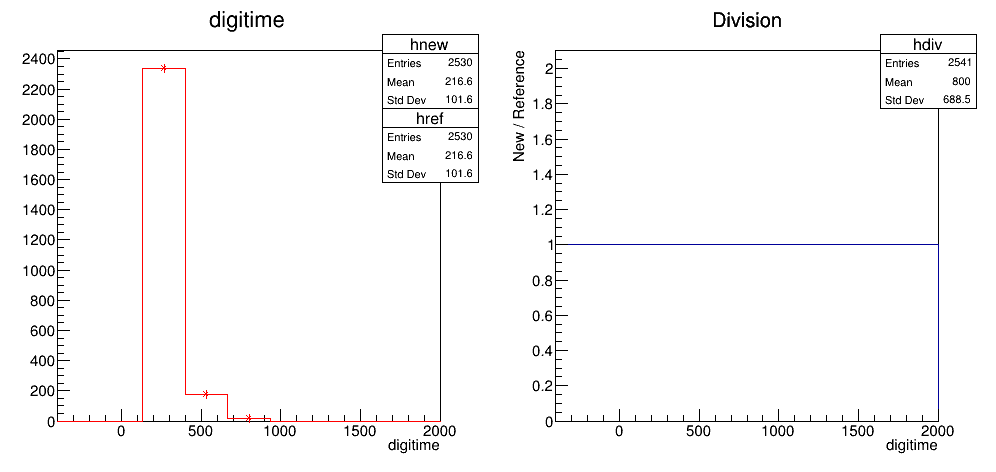 digitime
hnew
Entries 2530
Mean 216.6
Std Dev 101.6
href
Entries 2530
Mean 216.6
Std Dev 101.6
2400
2200
2000
1800
1600
1400
1200
1000
800
600
400
200
0
0 500 1000 1500 2000
digitime
Division
hdiv
Entries 2541
Mean 800
Std Dev 688.5
New / Reference
2
1.8
1.6
1.4
1.2
1
0.8
0.6
0.4
0.2
0
0 500 1000 1500 2000
digitime